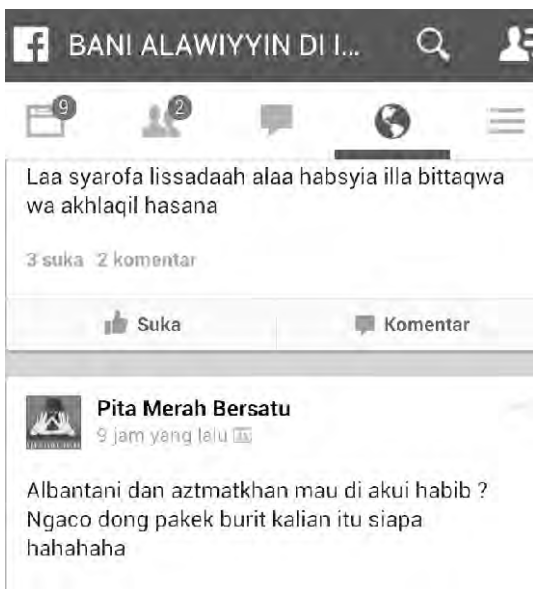 f BANI ALAWIYYIN DI I...
9 2
Laa syarofa lissadaah alaa habsyia illa bittaqwa
wa akhlaqil hasana
3 suka 2 komentar
Suka Komentar
Pita Merah Bersatu
9 jam yang lalu
Albantani dan aztmatkhan mau di akui habib ?
Ngaco dong pakek burit kalian itu siapa
hahahaha